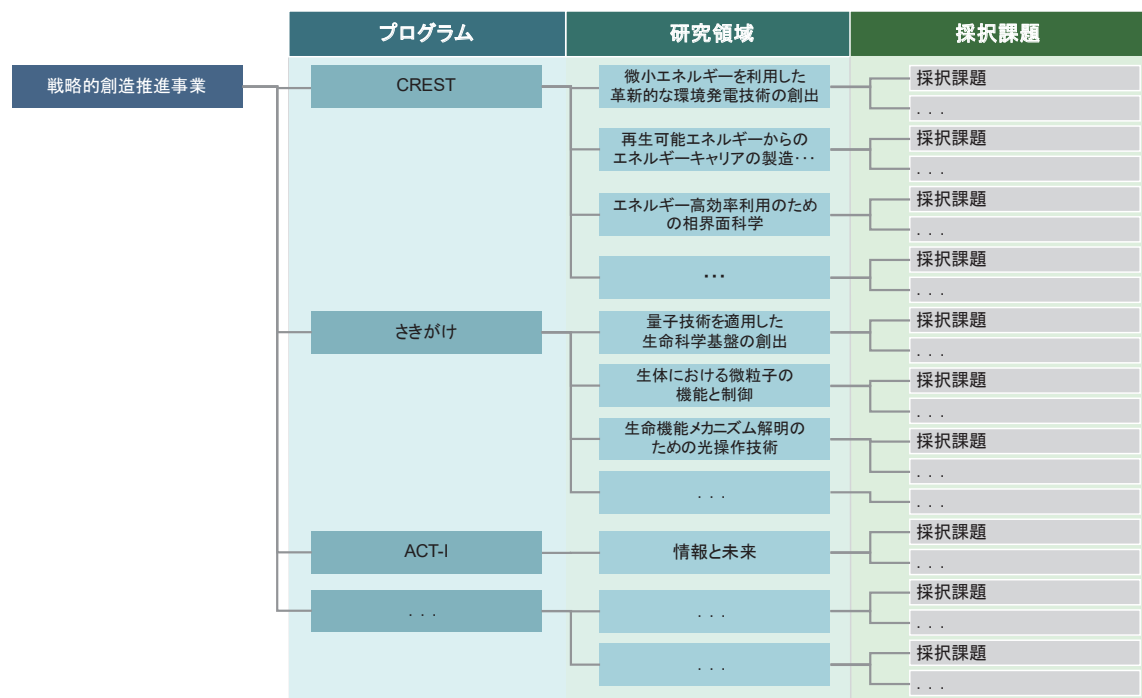 プログラム
研究領域
採択課題
戦略的創造推進事業
CREST
微小エネルギーを利用した
革新的な環境発電技術の創出
採択課題
. . .
再生可能エネルギーからの
エネルギーキャリアの製造･･･
採択課題
. . .
エネルギー高効率利用のため
の相界面科学
採択課題
. . .
･･･
採択課題
. . .
さきがけ
量子技術を適用した
生命科学基盤の創出
採択課題
. . .
生体における微粒子の
機能と制御
採択課題
. . .
生命機能メカニズム解明の
ための光操作技術
採択課題
. . .
. . .
. . .
ACT-I
情報と未来
採択課題
. . .
. . .
. . .
採択課題
. . .
. . .
採択課題
. . .